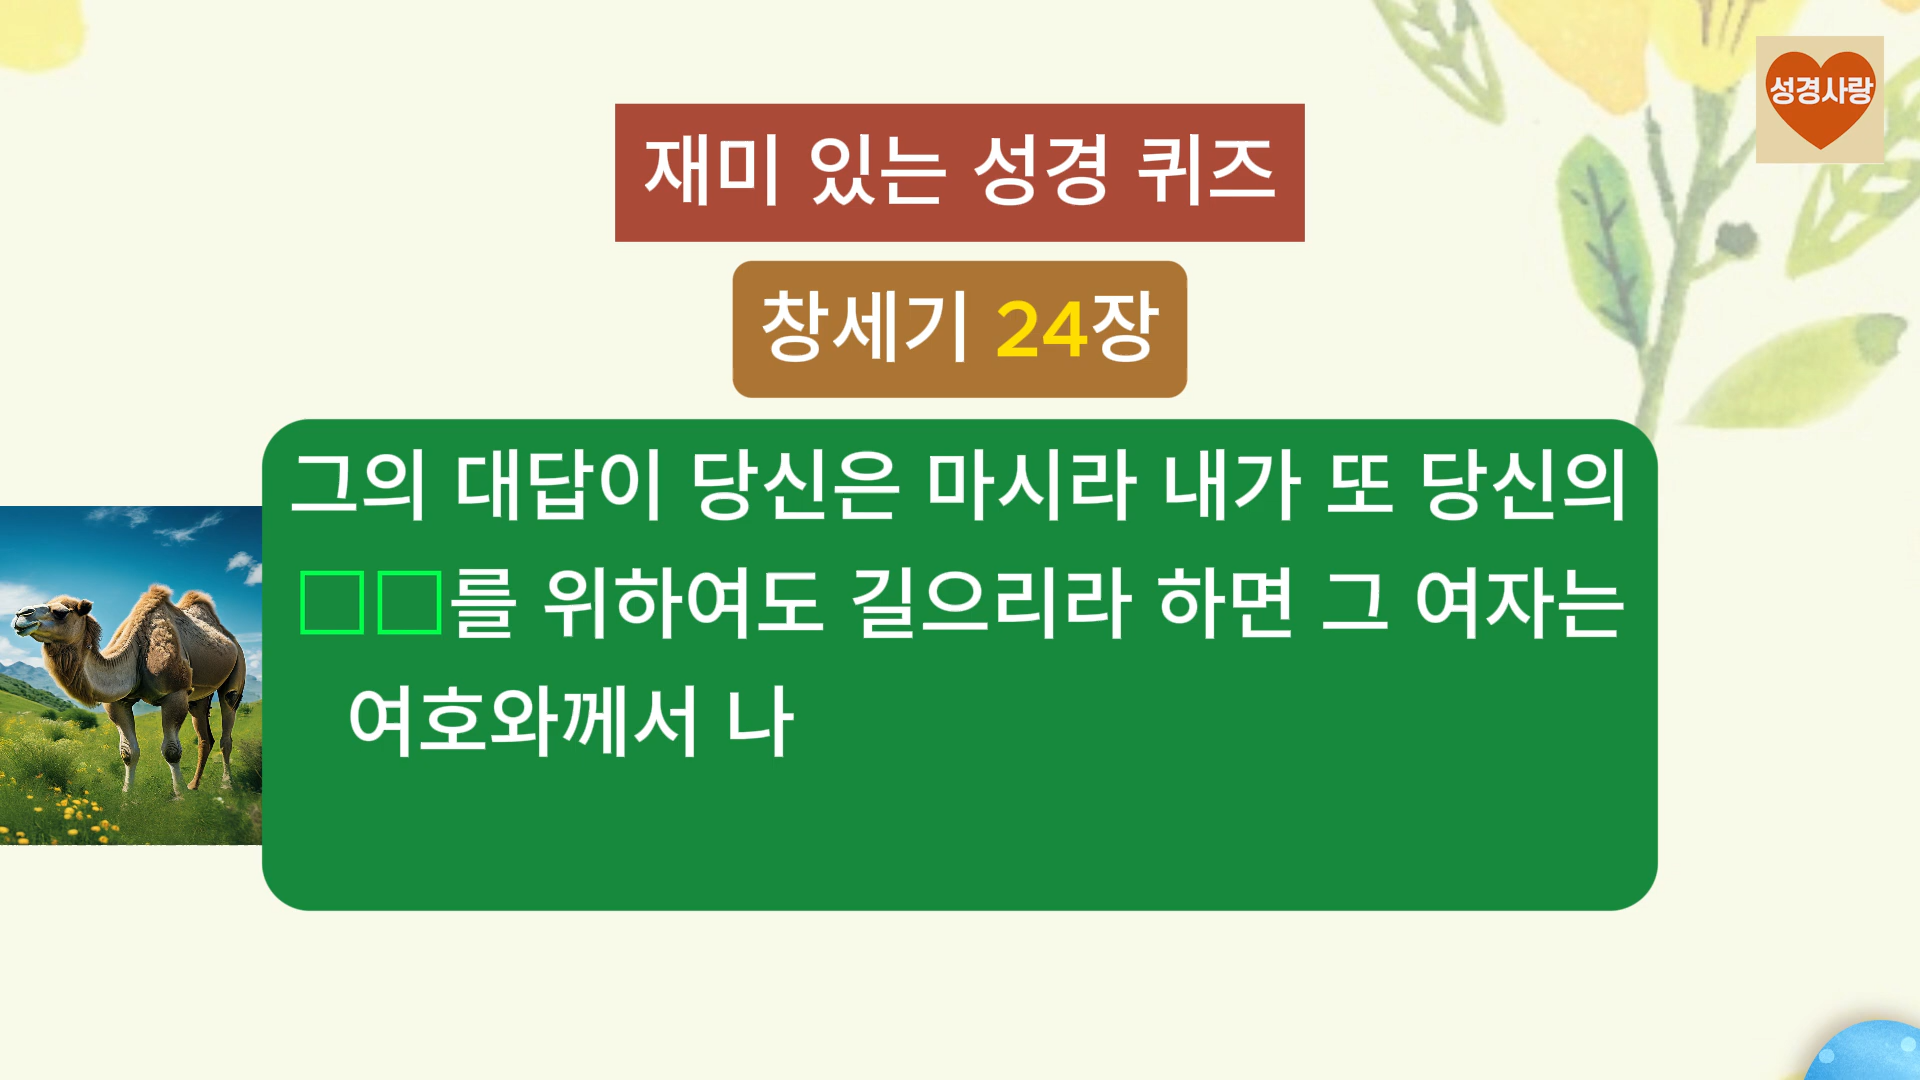 성경사랑
재미 있는 성경 퀴즈
창세기 24장
그의 대답이 당신은 마시라 내가 또 당신의
□□를 위하여도 길으리라 하면 그 여자는
여호와께서 나